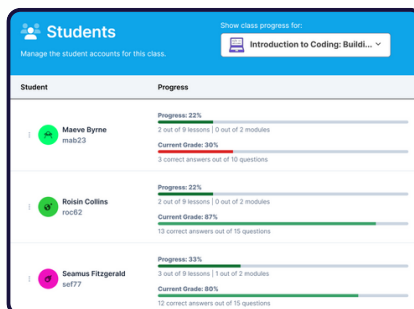 Students
Manage the student accounts for this class.
Show class progress for:
Introduction to Coding: Buildi...
Student
Progress
Maeve Byrne
mab23
Progress: 22%
2 out of 9 lessons | 0 out of 2 modules
Current Grade: 30%
3 correct answers out of 10 questions
Roisin Collins
roc62
Progress: 22%
2 out of 9 lessons | 0 out of 2 modules
Current Grade: 87%
13 correct answers out of 15 questions
Seamus Fitzgerald
sef77
Progress: 33%
3 out of 9 lessons | 1 out of 2 modules
Current Grade: 80%
12 correct answers out of 15 questions